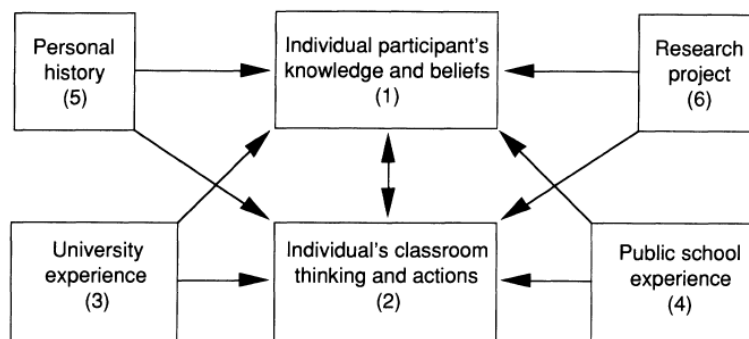 Personal
history
(5)
Individual participant's
knowledge and beliefs
(1)
Research
project
(6)
University
experience
(3)
Individual's classroom
thinking and actions
(2)
Public school
experience
(4)